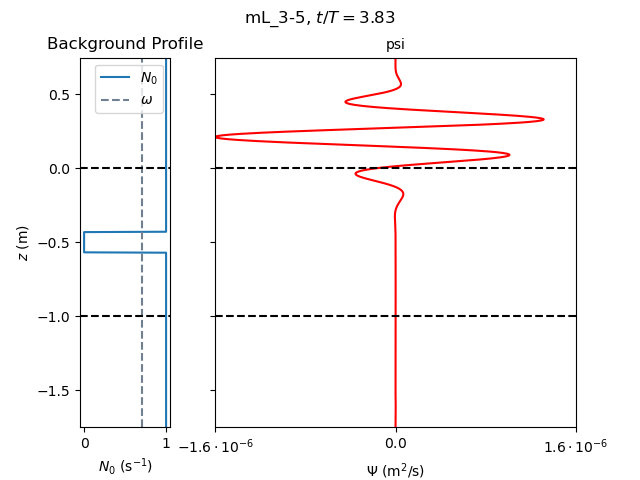 mL_3-5, t/T = 3.83
Background Profile
psi
N₀
ω
0.5
0.0
−0.5
−1.0
−1.5
z (m)
0
1
N₀ (s⁻¹)
−1.6 · 10⁻⁶
0.0
1.6 · 10⁻⁶
Ψ (m²/s)